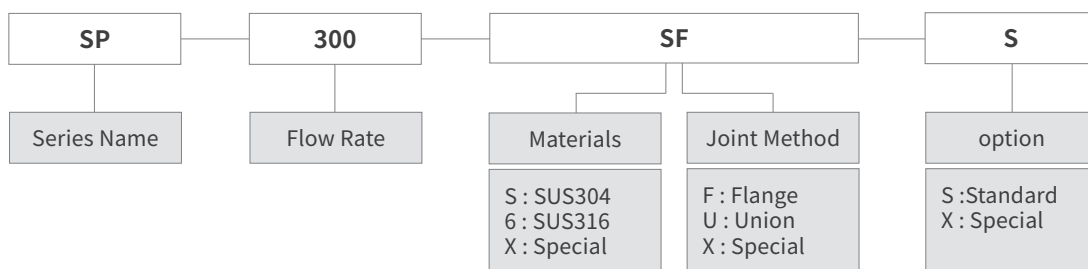 SP 300 SF S
Series Name Flow Rate Materials Joint Method option
S : SUS304
6 : SUS316
X : Special
F : Flange
U : Union
X : Special
S :Standard
X : Special